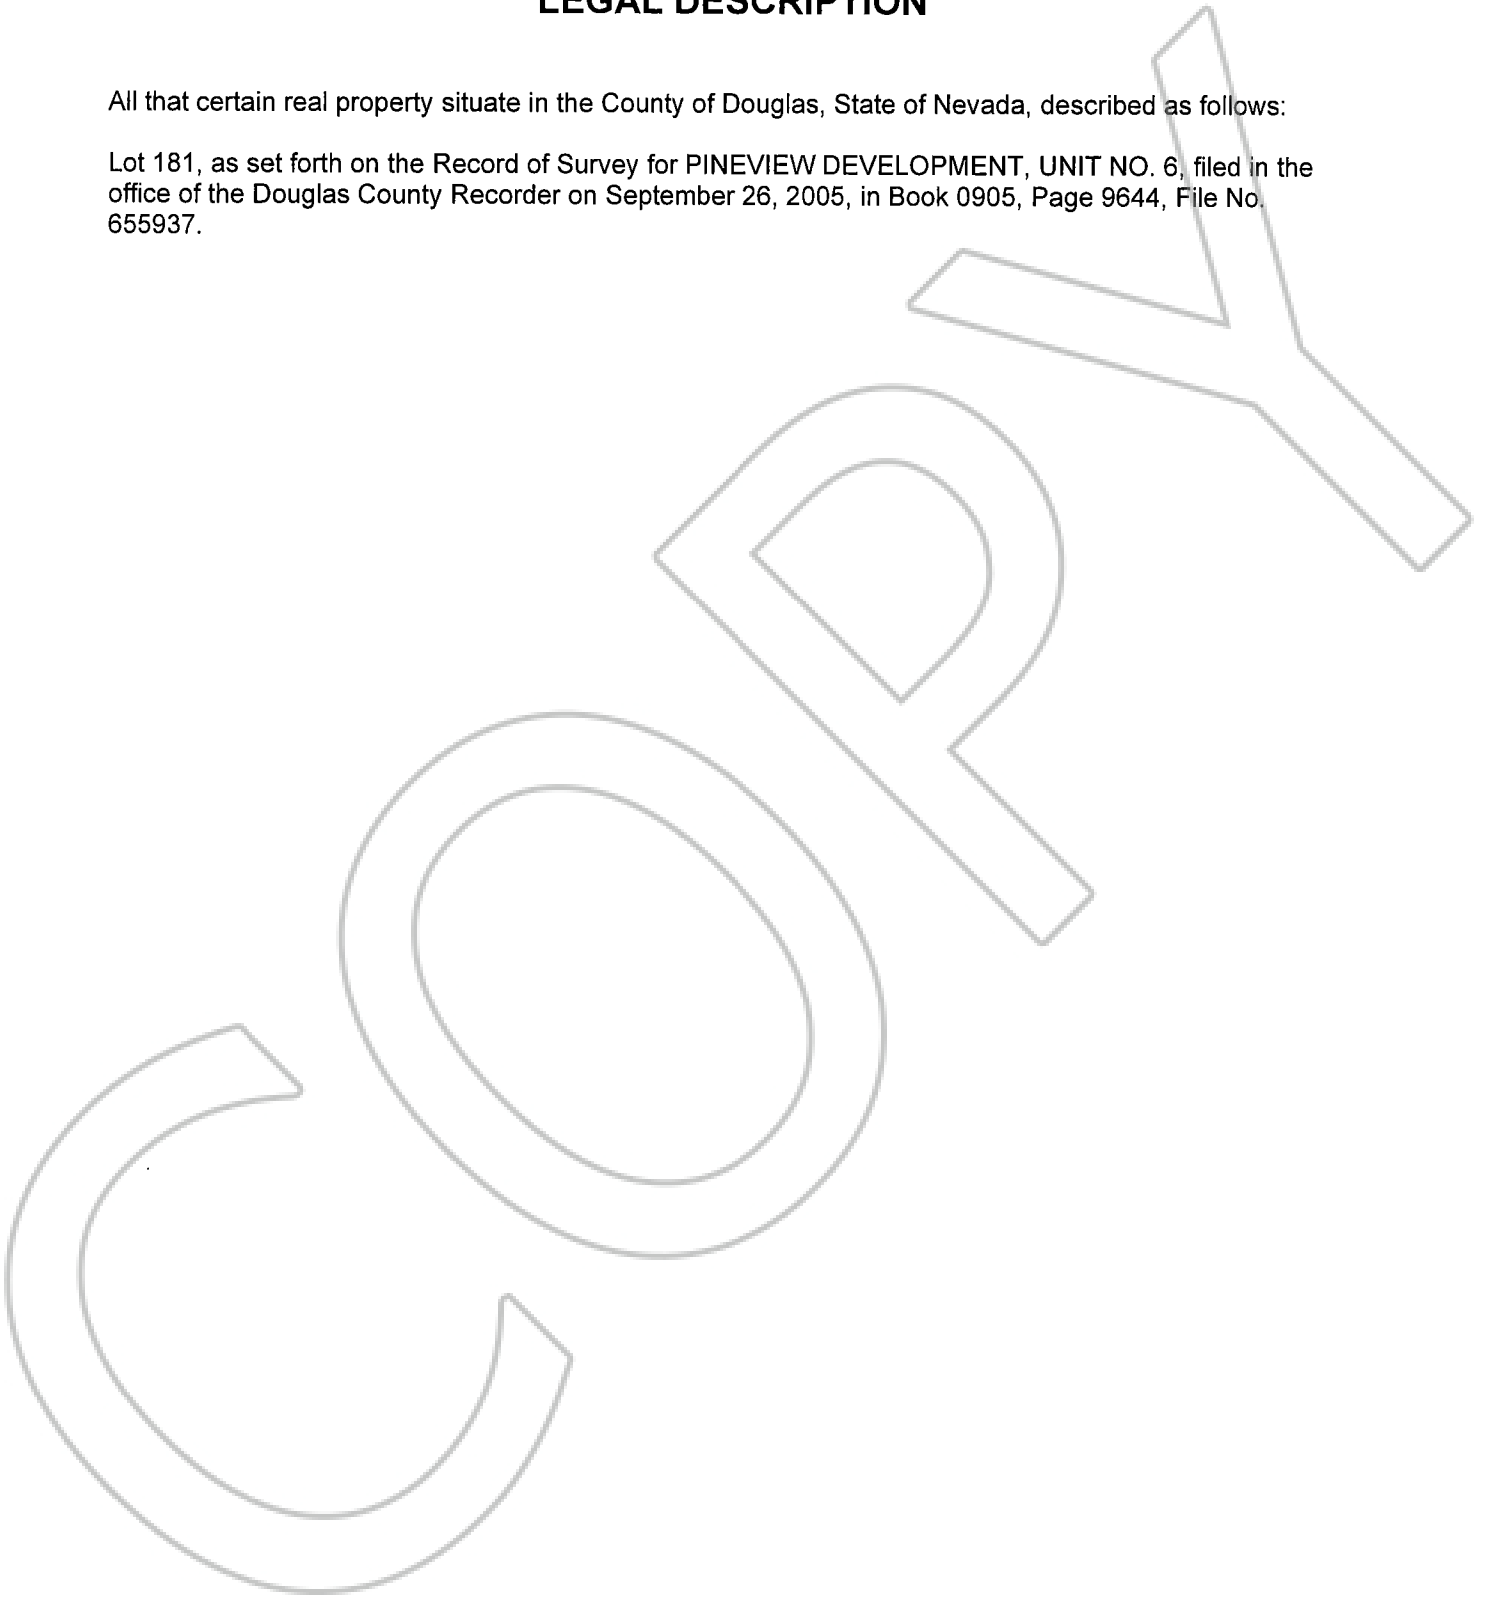 LEGAL DESCRIPTION
All that certain real property situate in the County of Douglas, State of Nevada, described as follows:
Lot 181, as set forth on the Record of Survey for PINEVIEW DEVELOPMENT, UNIT NO. 6, filed in the
office of the Douglas County Recorder on September 26, 2005, in Book 0905, Page 9644, File No.
655937.
COPY